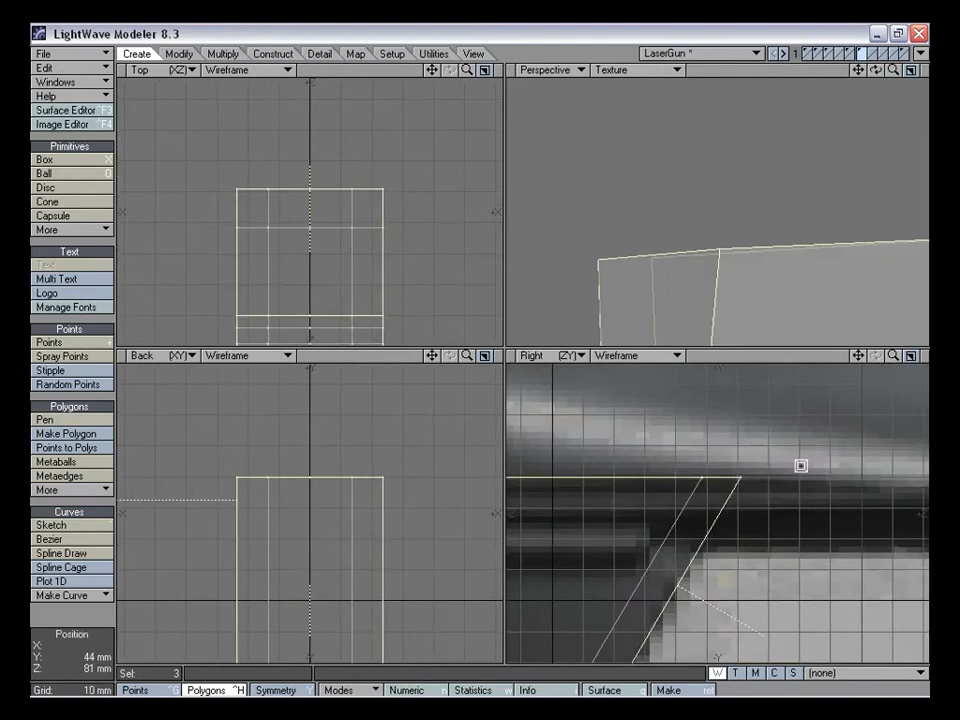 LightWave Modeler 8.3
File
Create Modify Multiply Construct Detail Map Setup Utilities View
LaserGun *
1
Edit
Windows
Help
Surface Editor F3
Image Editor F4
Primitives
Box X
Ball O
Disc
Cone
Capsule
More
Text
Text
Multi Text
Logo
Manage Fonts
Points
Points +
Spray Points
Stipple
Random Points
Polygons
Pen
Make Polygon
Points to Polys
Metaballs
Metaedges
More
Curves
Sketch
Bezier
Spline Draw
Spline Cage
Plot 1D
Make Curve
Position
X:
Y: 44 mm
Z: 81 mm
Grid: 10 mm
Top (XZ) Wireframe
Perspective Texture
Back (XY) Wireframe
Right (ZY) Wireframe
Sel: 3
W T M C S (none)
Points ^G Polygons ^H Symmetry Y Modes Numeric n Statistics w Info i Surface q Make ret